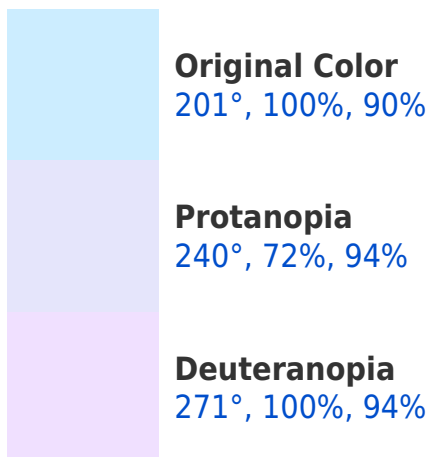 Original Color
201°, 100%, 90%
Protanopia
240°, 72%, 94%
Deuteranopia
271°, 100%, 94%